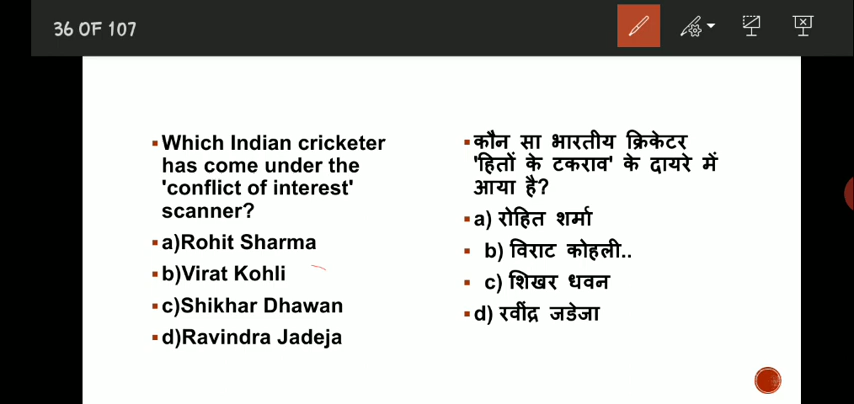 36 OF 107
Which Indian cricketer
has come under the
'conflict of interest'
scanner?
a)Rohit Sharma
b)Virat Kohli
c)Shikhar Dhawan
d)Ravindra Jadeja
कौन सा भारतीय क्रिकेटर
'हितों के टकराव' के दायरे में
आया है?
a) रोहित शर्मा
b) विराट कोहली..
c) शिखर धवन
d) रवींद्र जडेजा